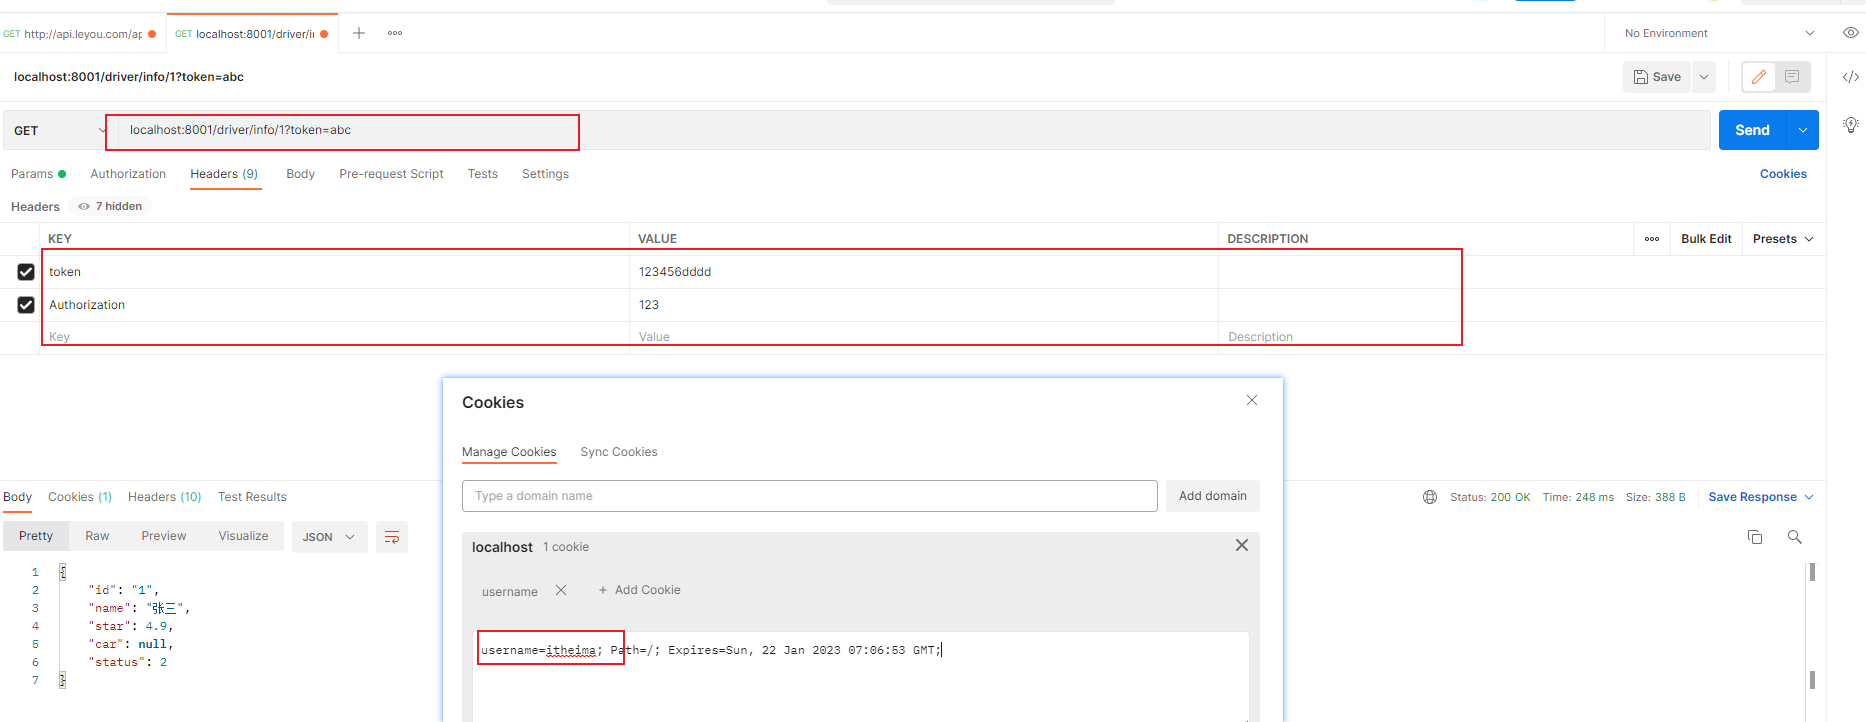 GET http://api.leyou.com/ap
GET localhost:8001/driver/i
No Environment
localhost:8001/driver/info/1?token=abc
Save
GET
localhost:8001/driver/info/1?token=abc
Send
Params
Authorization
Headers (9)
Body
Pre-request Script
Tests
Settings
Cookies
Headers
7 hidden
KEY
VALUE
DESCRIPTION
Bulk Edit
Presets
token
123456dddd
Authorization
123
Key
Value
Description
Cookies
Manage Cookies
Sync Cookies
Type a domain name
Add domain
localhost
1 cookie
username
+ Add Cookie
username=itheima; Path=/; Expires=Sun, 22 Jan 2023 07:06:53 GMT;
Body
Cookies (1)
Headers (10)
Test Results
Status: 200 OK
Time: 248 ms
Size: 388 B
Save Response
Pretty
Raw
Preview
Visualize
JSON
1 {
2 "id": "1",
3 "name": "张三",
4 "star": 4.9,
5 "car": null,
6 "status": 2
7 }